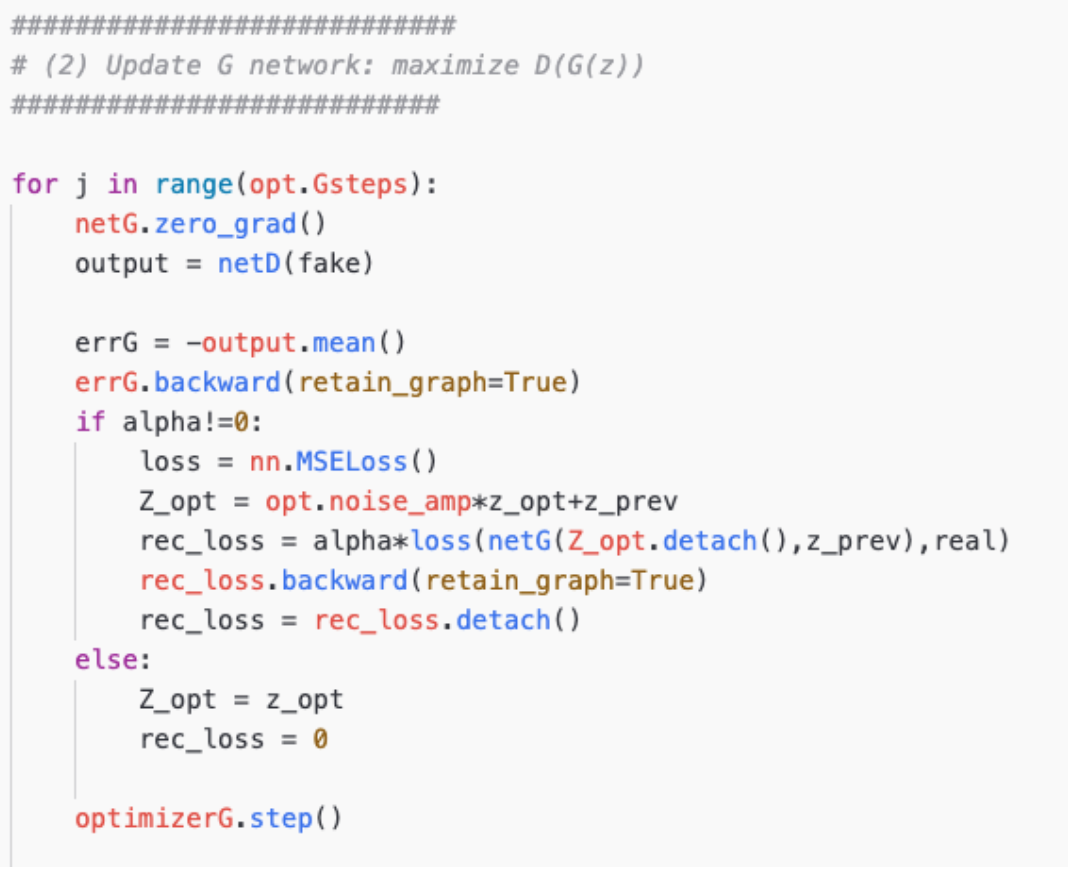 ############################
# (2) Update G network: maximize D(G(z))
###########################
for j in range(opt.Gsteps):
    netG.zero_grad()
    output = netD(fake)
    errG = -output.mean()
    errG.backward(retain_graph=True)
    if alpha!=0:
        loss = nn.MSELoss()
        Z_opt = opt.noise_amp*z_opt+z_prev
        rec_loss = alpha*loss(netG(Z_opt.detach(),z_prev),real)
        rec_loss.backward(retain_graph=True)
        rec_loss = rec_loss.detach()
    else:
        Z_opt = z_opt
        rec_loss = 0
    optimizerG.step()